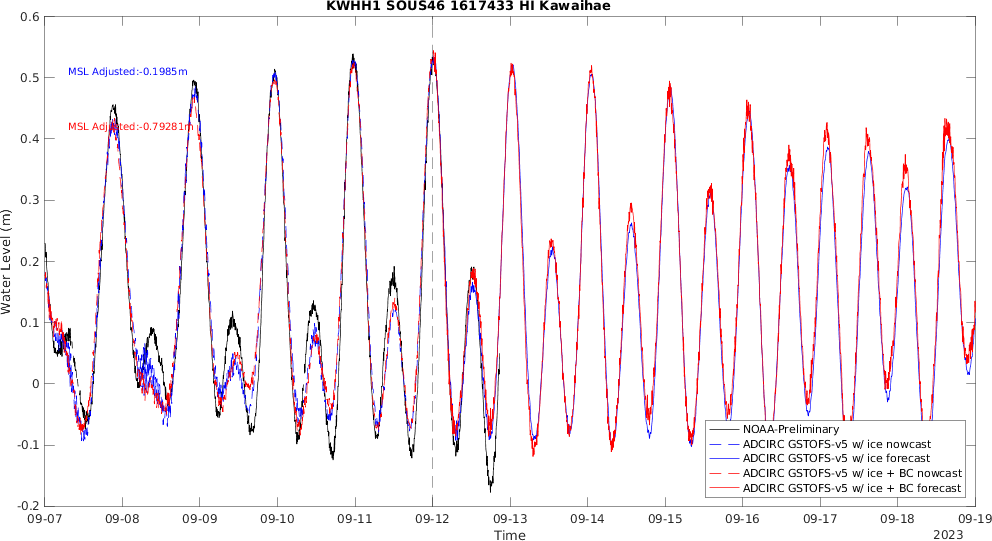 KWHH1 SOUS46 1617433 HI Kawaihae
0.6
0.5
0.4
0.3
0.2
0.1
0
-0.1
-0.2
Water Level (m)
MSL Adjusted:-0.1985m
MSL Adjusted:-0.79281m
NOAA-Preliminary
ADCIRC GSTOFS-v5 w/ ice nowcast
ADCIRC GSTOFS-v5 w/ ice forecast
ADCIRC GSTOFS-v5 w/ ice + BC nowcast
ADCIRC GSTOFS-v5 w/ ice + BC forecast
09-07 09-08 09-09 09-10 09-11 09-12 09-13 09-14 09-15 09-16 09-17 09-18 09-19
Time
2023